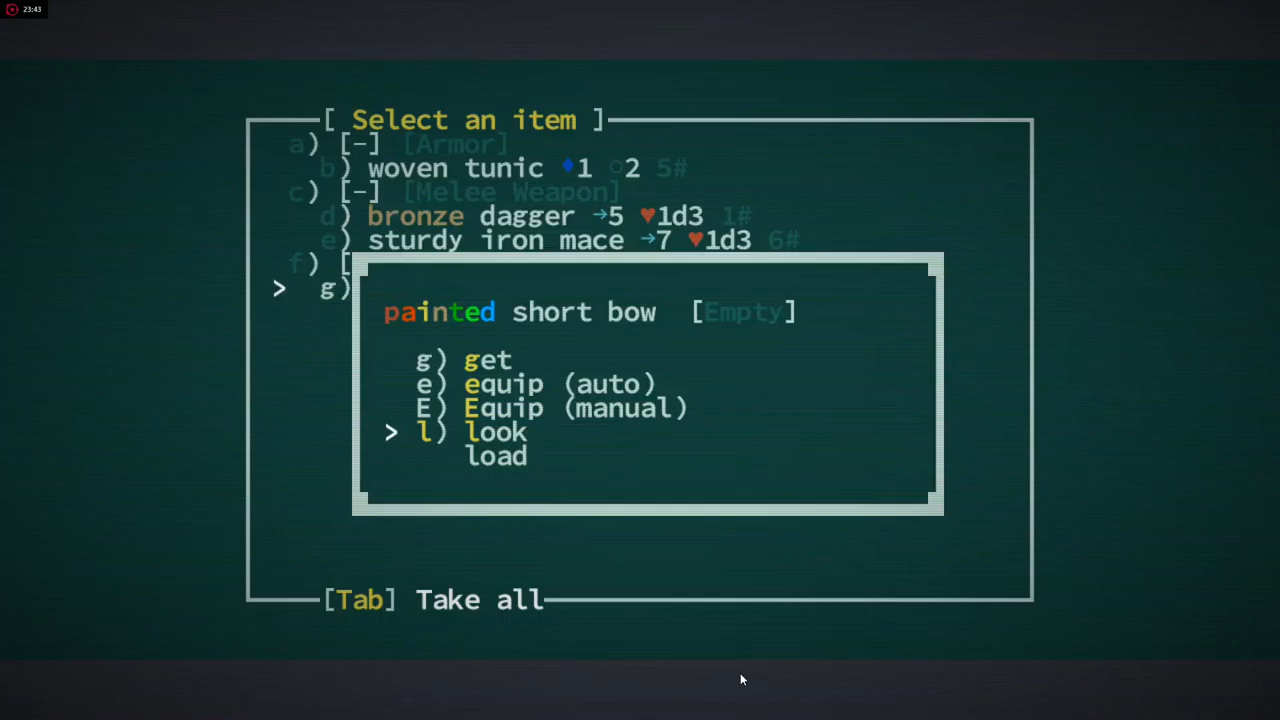 23:43
[ Select an item ]
a) [-] [Armor]
b) woven tunic ♦1 ○2 5#
c) [-] [Melee Weapon]
d) bronze dagger →5 ♥1d3 1#
e) sturdy iron mace →7 ♥1d3 6#
f) [
> g)
painted short bow [Empty]
g) get
e) equip (auto)
E) Equip (manual)
> l) look
load
[Tab] Take all